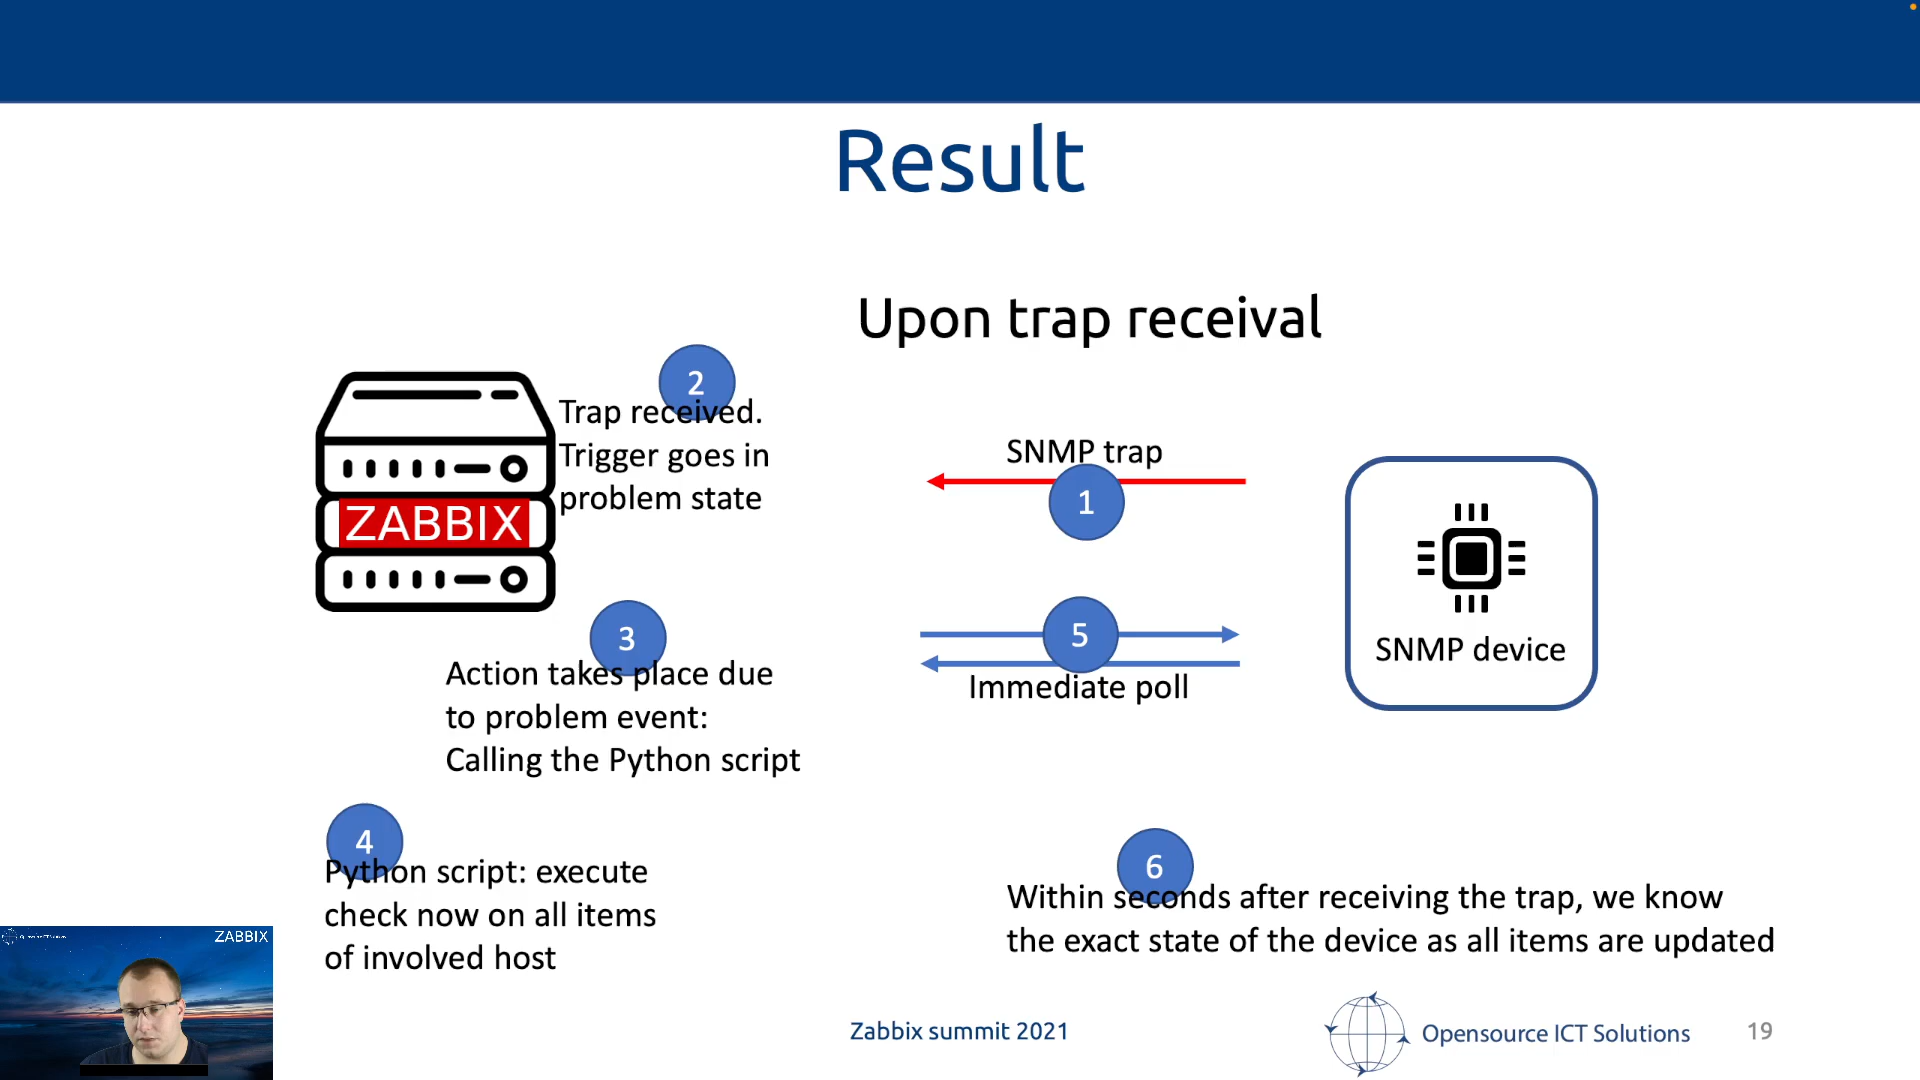 Result
Upon trap receival
2
Trap received.
Trigger goes in
problem state
ZABBIX
SNMP trap
1
5
Immediate poll
SNMP device
3
Action takes place due
to problem event:
Calling the Python script
4
Python script: execute
check now on all items
of involved host
6
Within seconds after receiving the trap, we know
the exact state of the device as all items are updated
ZABBIX
Zabbix summit 2021
Opensource ICT Solutions
19